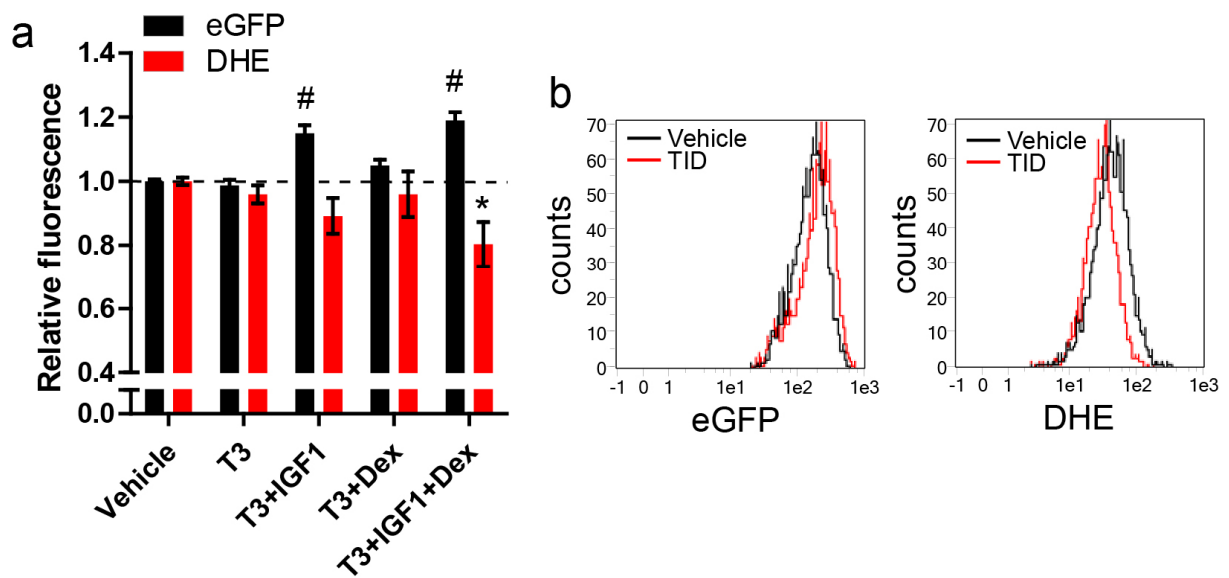 a
eGFP
DHE
Relative fluorescence
1.4
1.2
1.0
0.8
0.6
0.4
0.0
#
#
*
Vehicle
T3
T3+IGF1
T3+Dex
T3+IGF1+Dex
b
Vehicle
TID
counts
70
60
50
40
30
20
10
0
-1 0 1 1e1 1e2 1e3
eGFP
Vehicle
TID
counts
70
60
50
40
30
20
10
0
-1 0 1 1e1 1e2 1e3
DHE